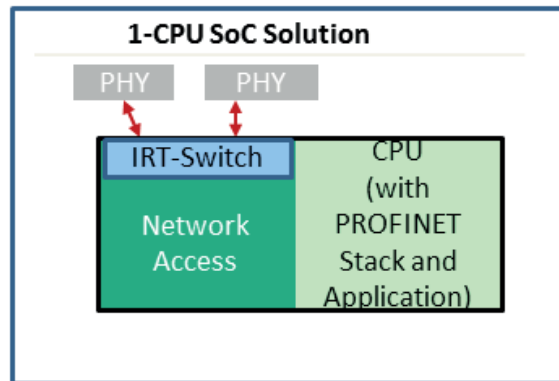 1-CPU SoC Solution
PHY
PHY
IRT-Switch
Network
Access
CPU
(with
PROFINET
Stack and
Application)